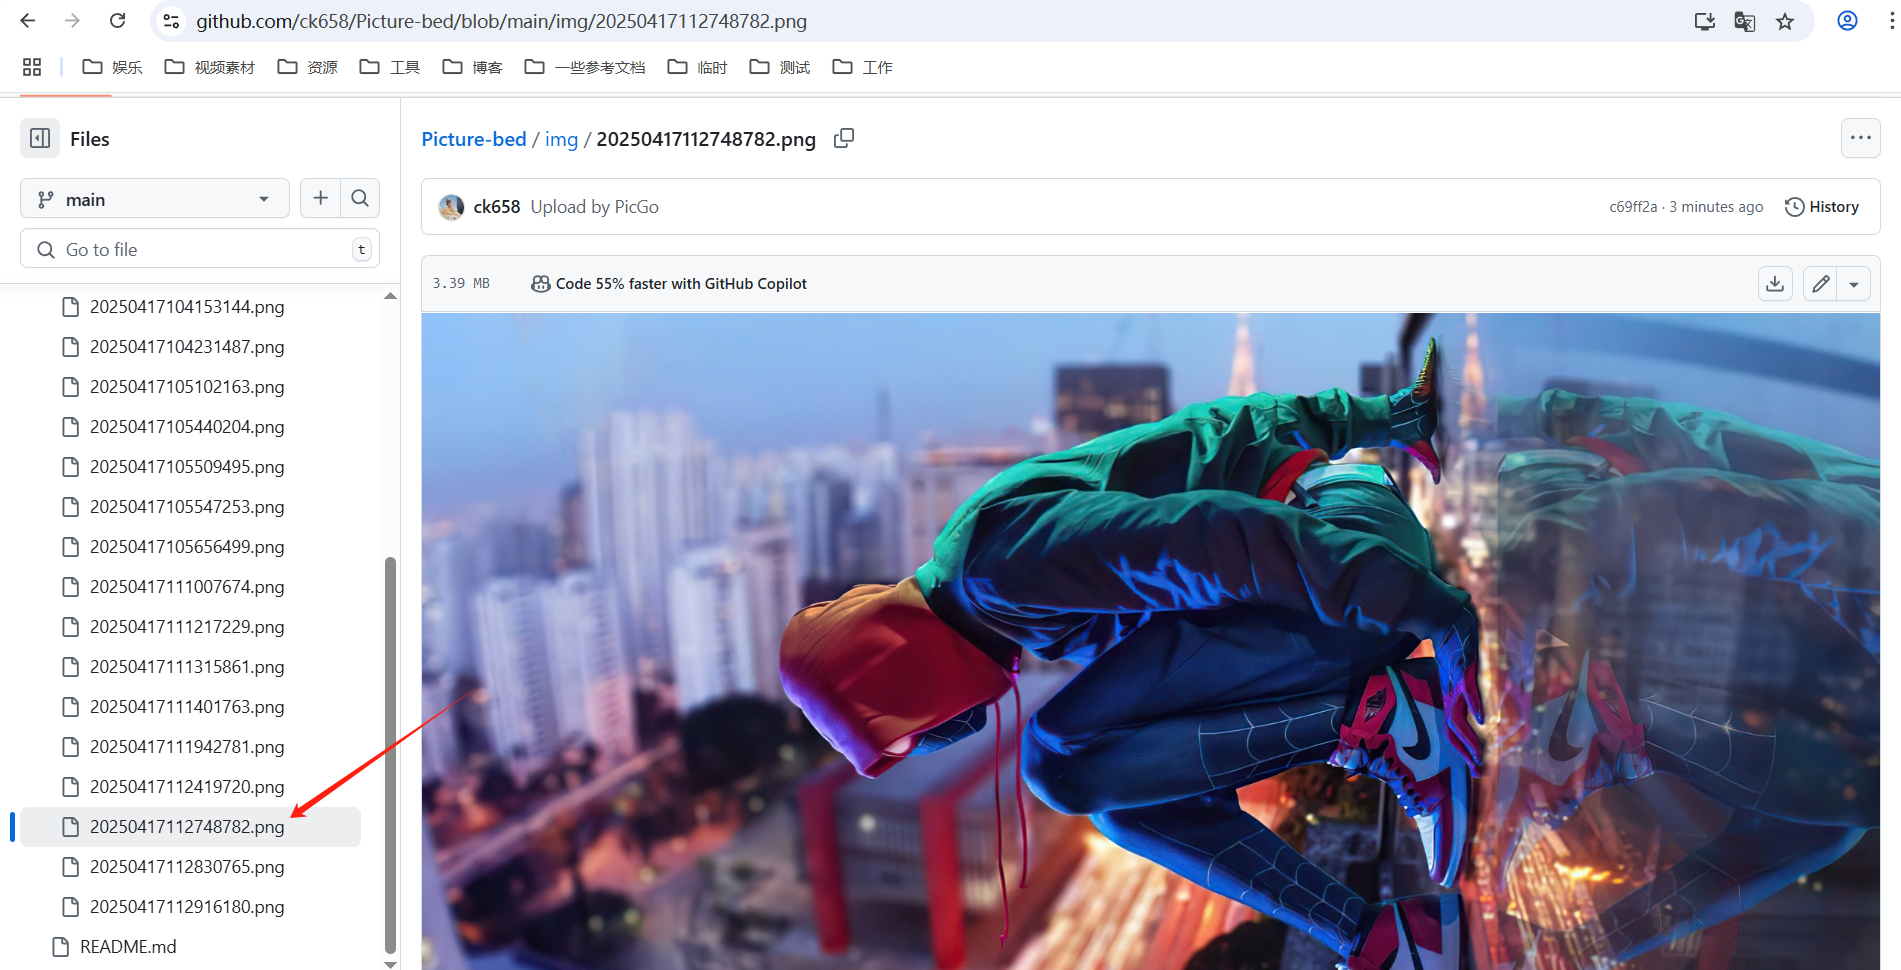 github.com/ck658/Picture-bed/blob/main/img/20250417112748782.png
娱乐 视频素材 资源 工具 博客 一些参考文档 临时 测试 工作
Files
Picture-bed / img / 20250417112748782.png
main
ck658 Upload by PicGo
c69ff2a · 3 minutes ago History
Go to file t
3.39 MB
Code 55% faster with GitHub Copilot
20250417104153144.png
20250417104231487.png
20250417105102163.png
20250417105440204.png
20250417105509495.png
20250417105547253.png
20250417105656499.png
20250417111007674.png
20250417111217229.png
20250417111315861.png
20250417111401763.png
20250417111942781.png
20250417112419720.png
20250417112748782.png
20250417112830765.png
20250417112916180.png
README.md